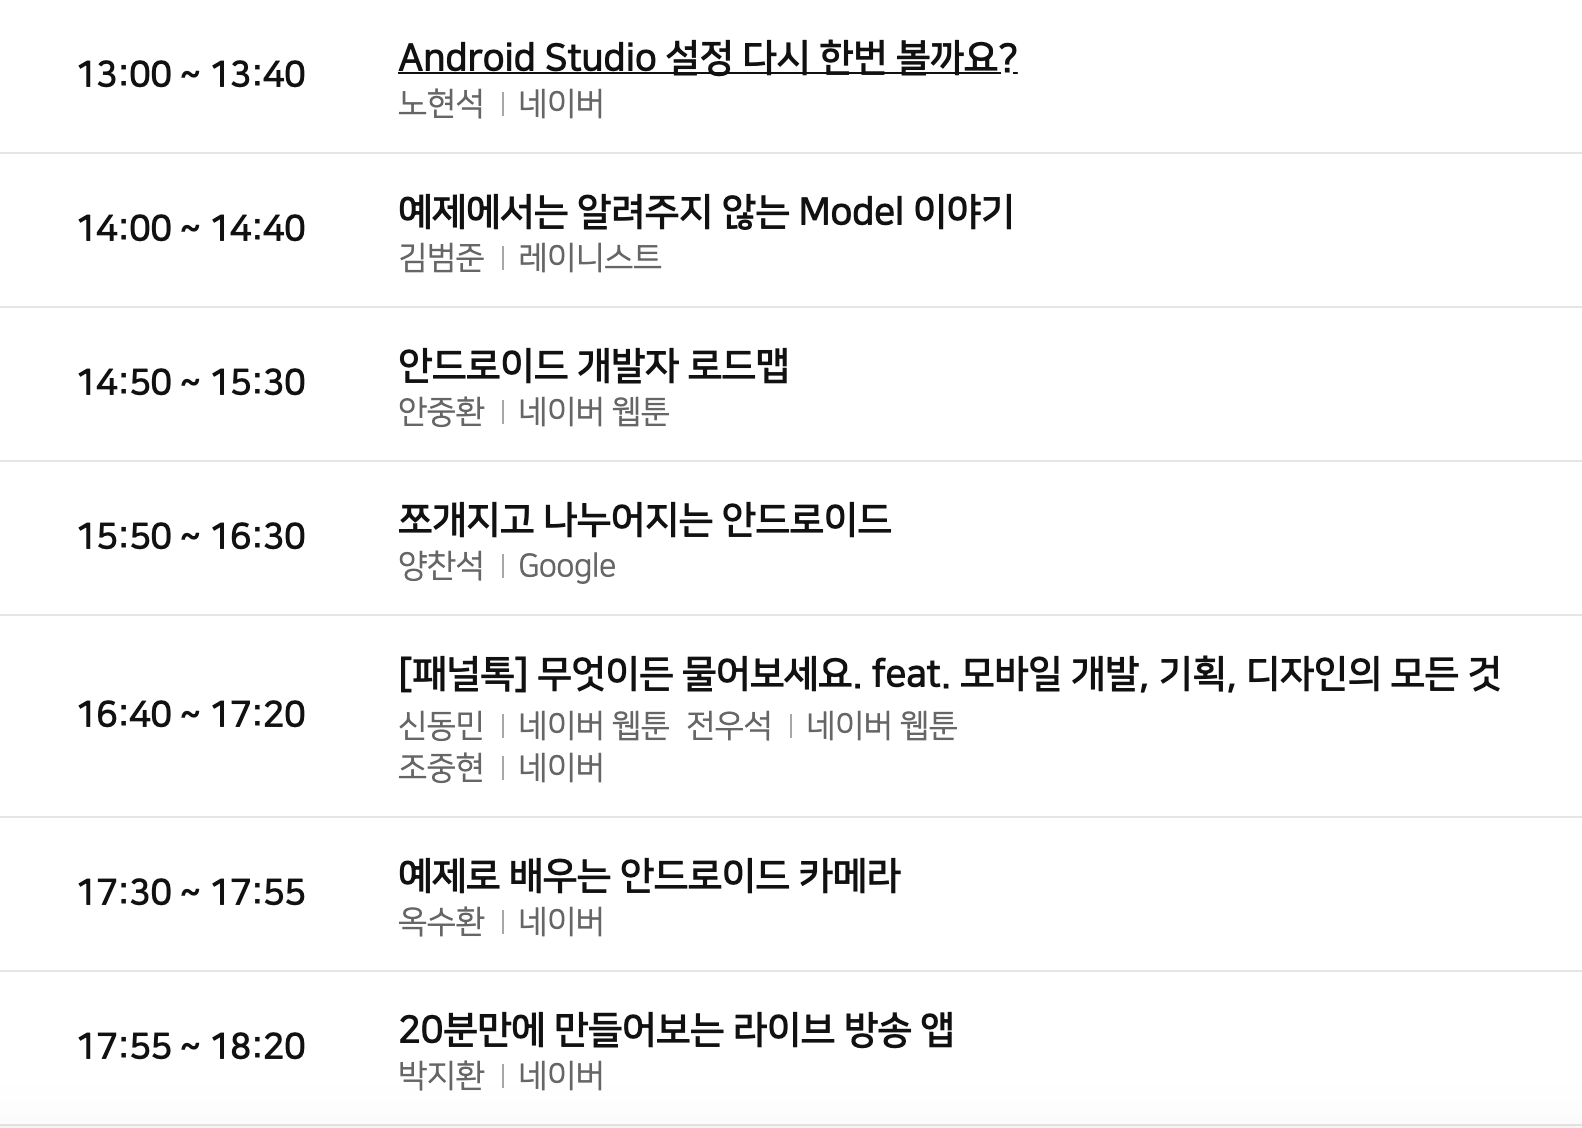 13:00 ~ 13:40
Android Studio 설정 다시 한번 볼까요?
노현석 | 네이버
14:00 ~ 14:40
예제에서는 알려주지 않는 Model 이야기
김범준 | 레이니스트
14:50 ~ 15:30
안드로이드 개발자 로드맵
안중환 | 네이버 웹툰
15:50 ~ 16:30
쪼개지고 나누어지는 안드로이드
양찬석 | Google
16:40 ~ 17:20
[패널톡] 무엇이든 물어보세요. feat. 모바일 개발, 기획, 디자인의 모든 것
신동민 | 네이버 웹툰 전우석 | 네이버 웹툰
조중현 | 네이버
17:30 ~ 17:55
예제로 배우는 안드로이드 카메라
옥수환 | 네이버
17:55 ~ 18:20
20분만에 만들어보는 라이브 방송 앱
박지환 | 네이버